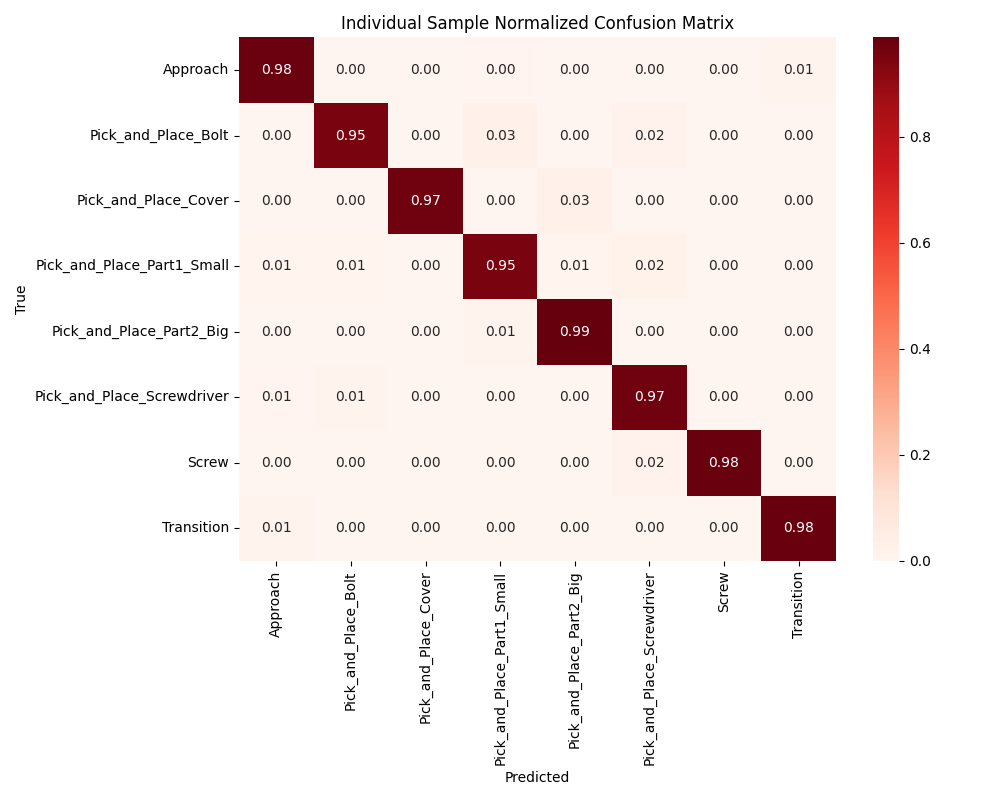 Individual Sample Normalized Confusion Matrix
True
Approach 0.98 0.00 0.00 0.00 0.00 0.00 0.00 0.01
Pick_and_Place_Bolt 0.00 0.95 0.00 0.03 0.00 0.02 0.00 0.00
Pick_and_Place_Cover 0.00 0.00 0.97 0.00 0.03 0.00 0.00 0.00
Pick_and_Place_Part1_Small 0.01 0.01 0.00 0.95 0.01 0.02 0.00 0.00
Pick_and_Place_Part2_Big 0.00 0.00 0.00 0.01 0.99 0.00 0.00 0.00
Pick_and_Place_Screwdriver 0.01 0.01 0.00 0.00 0.00 0.97 0.00 0.00
Screw 0.00 0.00 0.00 0.00 0.00 0.02 0.98 0.00
Transition 0.01 0.00 0.00 0.00 0.00 0.00 0.00 0.98
Approach
Pick_and_Place_Bolt
Pick_and_Place_Cover
Pick_and_Place_Part1_Small
Pick_and_Place_Part2_Big
Pick_and_Place_Screwdriver
Screw
Transition
Predicted
0.8
0.6
0.4
0.2
0.0